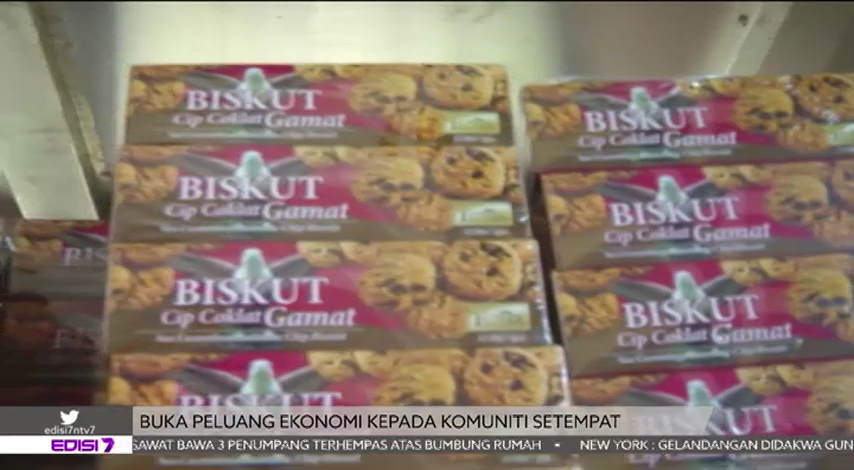 BISKUT
Cip Coklat Gamat
BISKUT
Cip Coklat Gamat
BISKUT
Cip Coklat Gamat
BISKUT
BISKUT
Cip Coklat Gamat
BISKUT
Cip Coklat Gamat
BISKUT
Cip Coklat Gamat
BUKA PELUANG EKONOMI KEPADA KOMUNITI SETEMPAT
edisi7ntv7
EDISI 7
SAWAT BAWA 3 PENUMPANG TERHEMPAS ATAS BUMBUNG RUMAH • NEW YORK : GELANDANGAN DIDAKWA GUN